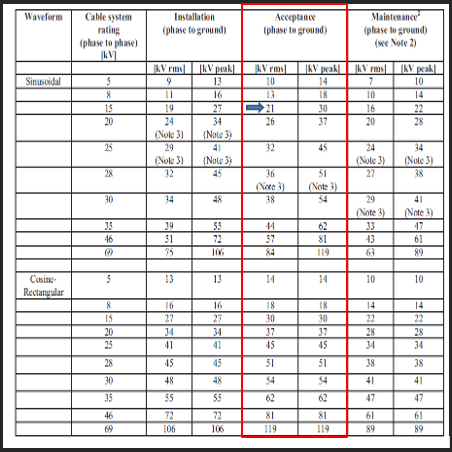 Waveform Cable system rating (phase to phase) [kV] Installation (phase to ground) Acceptance (phase to ground) Maintenance2 (phase to ground) (see Note 2)
[kV rms] [kV peak] [kV rms] [kV peak] [kV rms] [kV peak]
Sinusoidal 5 9 13 10 14 7 10
8 11 16 13 18 10 14
15 19 27 21 30 16 22
20 24 (Note 3) 34 (Note 3) 26 37 20 28
25 29 (Note 3) 41 (Note 3) 32 45 24 (Note 3) 34 (Note 3)
28 32 45 36 (Note 3) 51 (Note 3) 27 38
30 34 48 38 54 29 (Note 3) 41 (Note 3)
35 39 55 44 62 33 47
46 51 72 57 81 43 61
69 75 106 84 119 63 89
Cosine-Rectangular 5 13 13 14 14 10 10
8 16 16 18 18 14 14
15 27 27 30 30 22 22
20 34 34 37 37 28 28
25 41 41 45 45 34 34
28 45 45 51 51 38 38
30 48 48 54 54 41 41
35 55 55 62 62 47 47
46 72 72 81 81 61 61
69 106 106 119 119 89 89